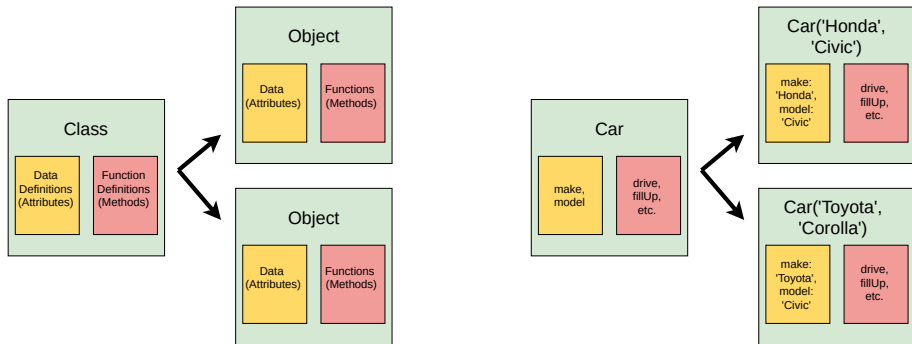 Class
Data
Definitions
(Attributes)
Function
Definitions
(Methods)
Object
Data
(Attributes)
Functions
(Methods)
Object
Data
(Attributes)
Functions
(Methods)
Car
make,
model
drive,
fillUp,
etc.
Car('Honda',
'Civic')
make:
'Honda',
model:
'Civic'
drive,
fillUp,
etc.
Car('Toyota',
'Corolla')
make:
'Toyota',
model:
'Civic'
drive,
fillUp,
etc.